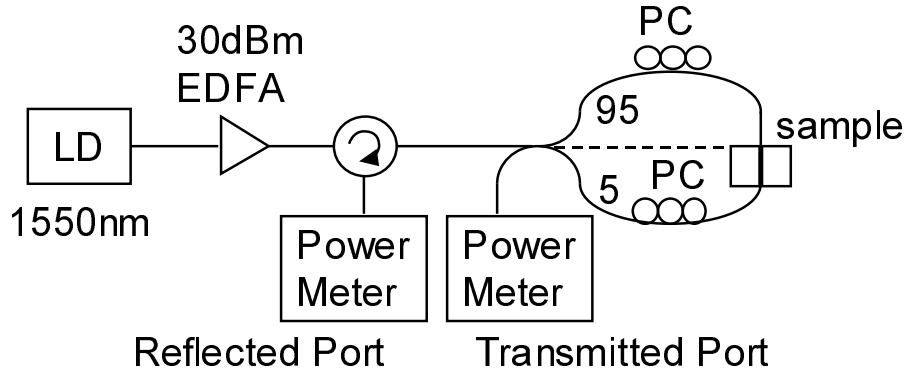 PC
30dBm
EDFA
95
sample
LD
5
PC
1550nm
Power
Meter
Power
Meter
Reflected Port
Transmitted Port